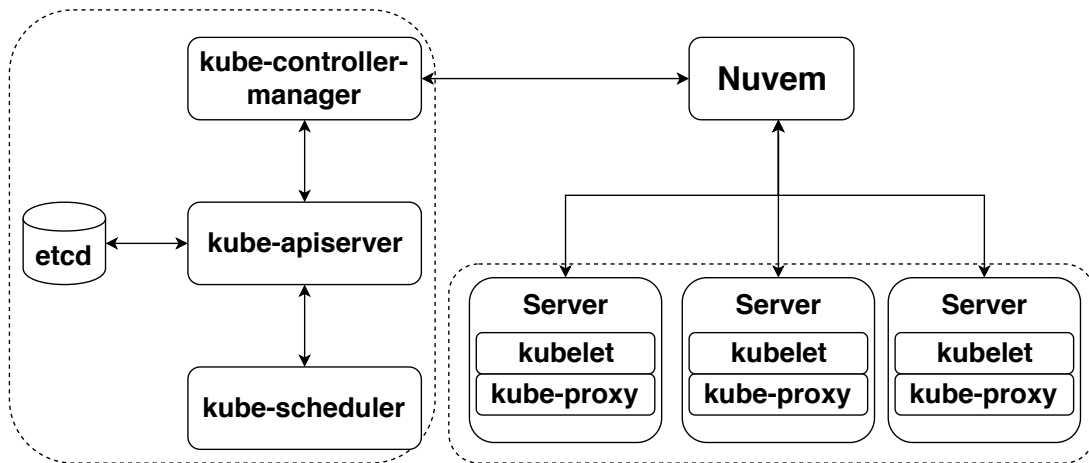 kube-controller-
manager
Nuvem
etcd
kube-apiserver
kube-scheduler
Server
kubelet
kube-proxy
Server
kubelet
kube-proxy
Server
kubelet
kube-proxy